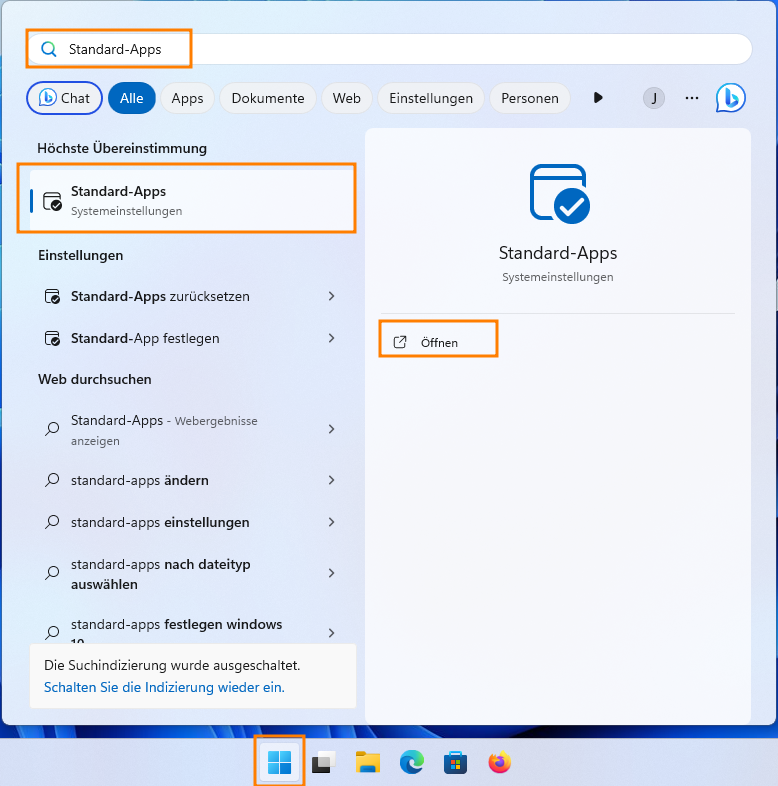 Standard-Apps
Chat
Alle
Apps
Dokumente
Web
Einstellungen
Personen
J
Höchste Übereinstimmung
Standard-Apps
Systemeinstellungen
Einstellungen
Standard-Apps zurücksetzen
Standard-App festlegen
Web durchsuchen
Standard-Apps - Webergebnisse
anzeigen
standard-apps ändern
standard-apps einstellungen
standard-apps nach dateityp
auswählen
standard-apps festlegen windows
10
Die Suchindizierung wurde ausgeschaltet.
Schalten Sie die Indizierung wieder ein.
Standard-Apps
Systemeinstellungen
Öffnen